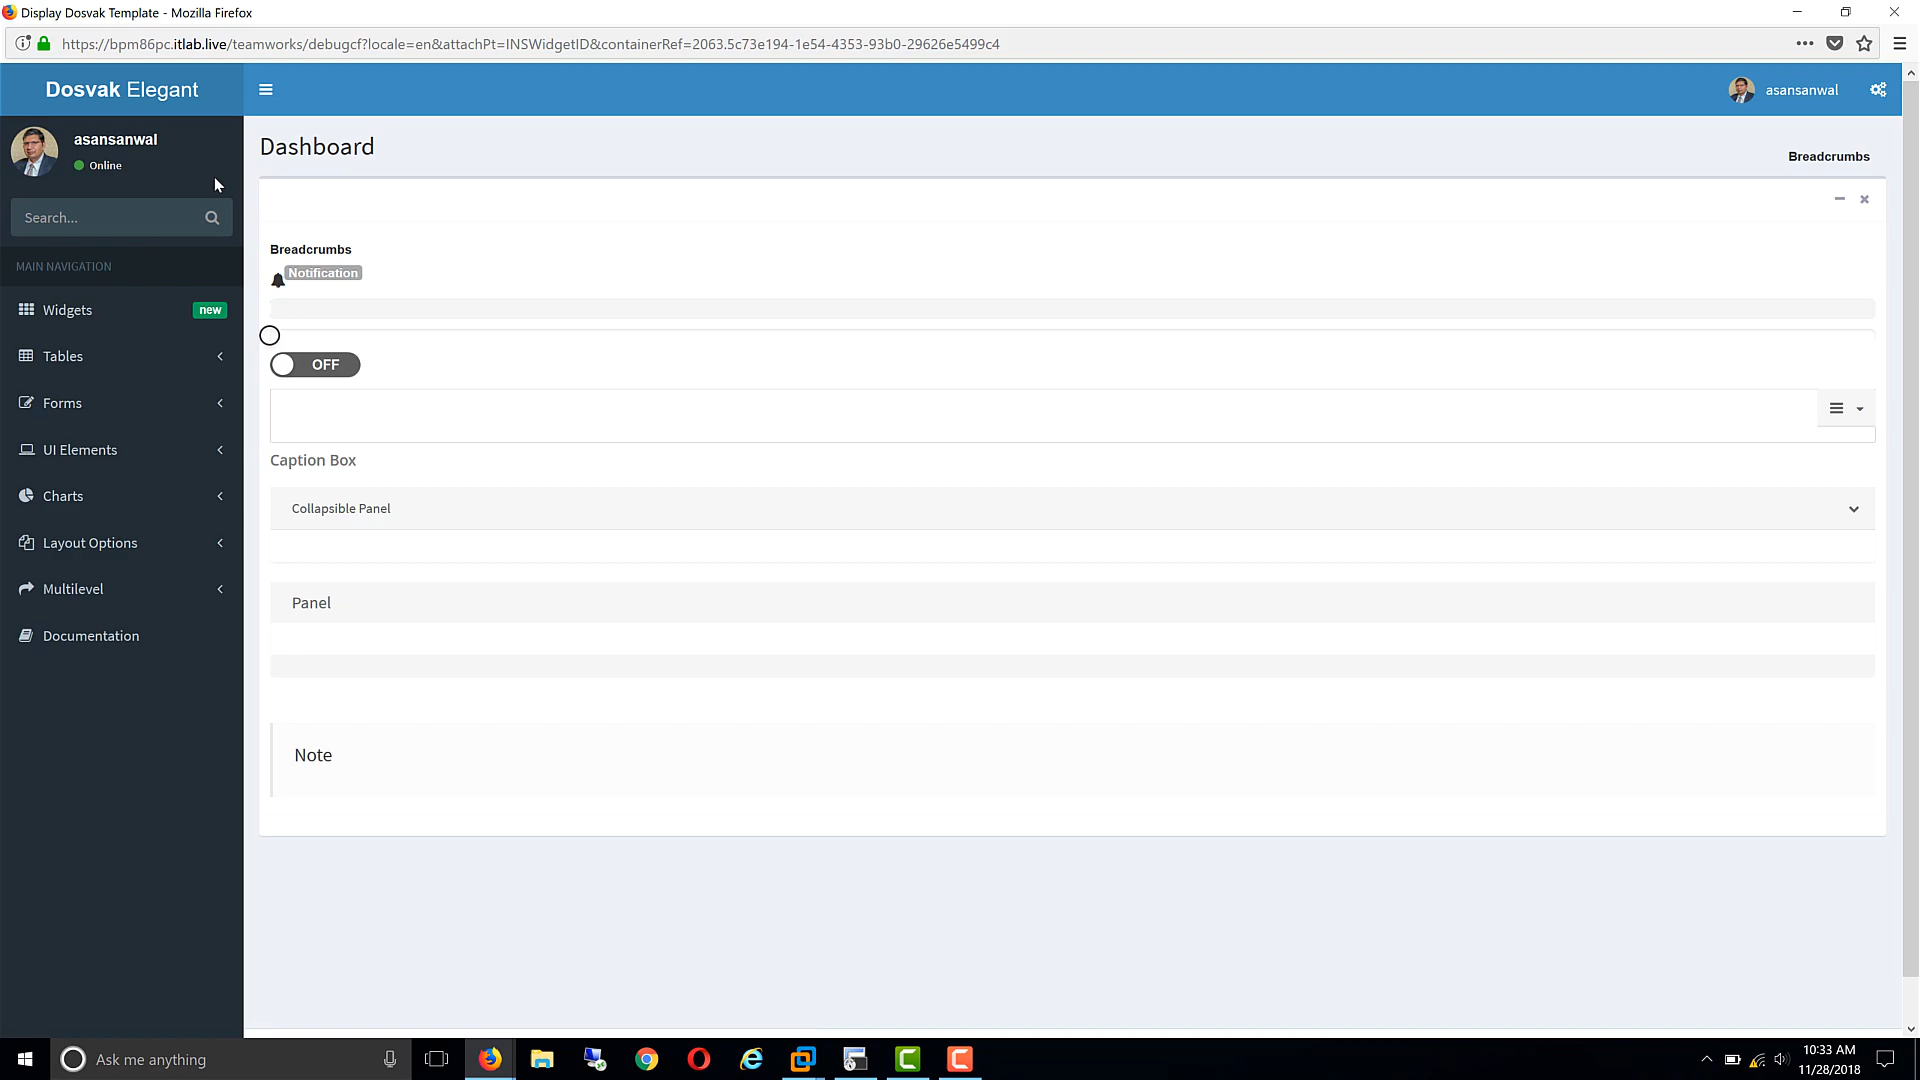 Display Dosvak Template - Mozilla Firefox
https://bpm86pc.itlab.live/teamworks/debugcf?locale=en&attachPt=INSWidgetID&containerRef=2063.5c73e194-1e54-4353-93b0-29626e5499c4
Dosvak Elegant
asansanwal
asansanwal
Online
Dashboard
Breadcrumbs
Search...
MAIN NAVIGATION
Widgets
new
Tables
Forms
UI Elements
Charts
Layout Options
Multilevel
Documentation
Breadcrumbs
Notification
OFF
Caption Box
Collapsible Panel
Panel
Note
Ask me anything
10:33 AM
11/28/2018